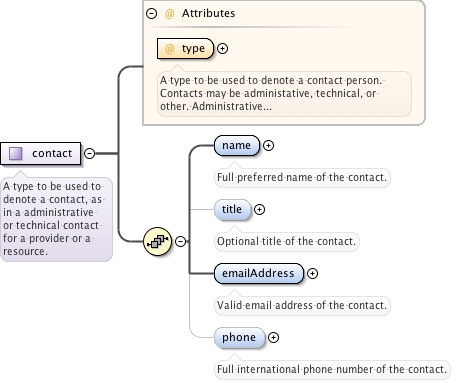 @ Attributes
@ type
A type to be used to denote a contact person.
Contacts may be administative, technical, or
other. Administrative...
contact
A type to be used to
denote a contact, as
in a administrative
or technical contact
for a provider or a
resource.
name
Full preferred name of the contact.
title
Optional title of the contact.
emailAddress
Valid email address of the contact.
phone
Full international phone number of the contact.